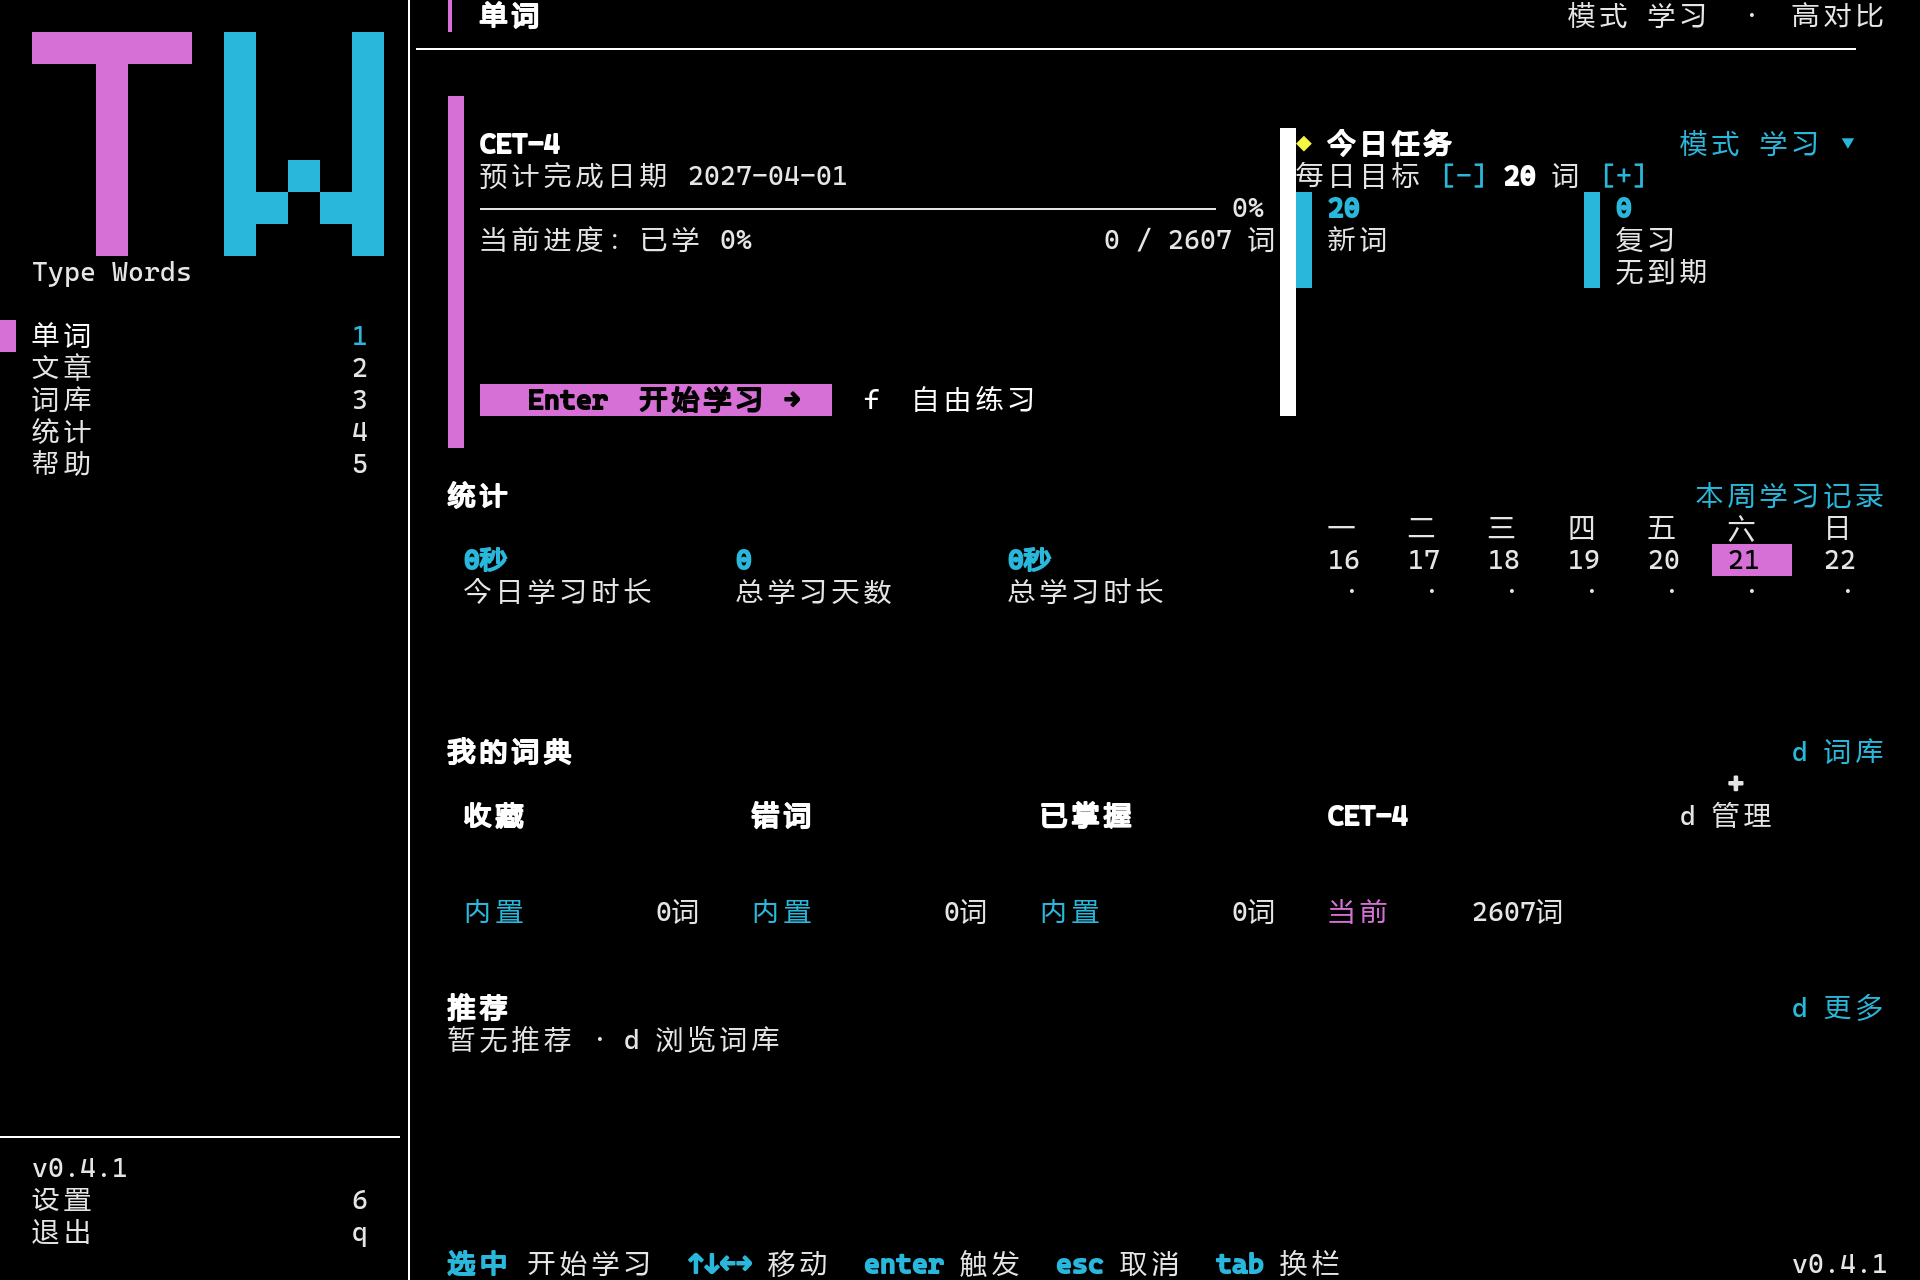 TW
Type Words
单词 1
文章 2
词库 3
统计 4
帮助 5
v0.4.1
设置 6
退出 q
单词 模式 学习 · 高对比
CET-4
预计完成日期 2027-04-01
0%
当前进度: 已学 0% 0 / 2607 词
Enter 开始学习 → f 自由练习
◆ 今日任务 模式 学习 ▼
每日目标 [-] 20 词 [+]
20 0
新词 复习
无到期
统计 本周学习记录
一 二 三 四 五 六 日
0秒 0 0秒 16 17 18 19 20 21 22
今日学习时长 总学习天数 总学习时长 · · · · · · ·
我的词典 d 词库
+
收藏 错词 已掌握 CET-4 d 管理
内置 0词 内置 0词 内置 0词 当前 2607词
推荐 d 更多
暂无推荐 · d 浏览词库
选中 开始学习 ↑↓←→ 移动 enter 触发 esc 取消 tab 换栏 v0.4.1